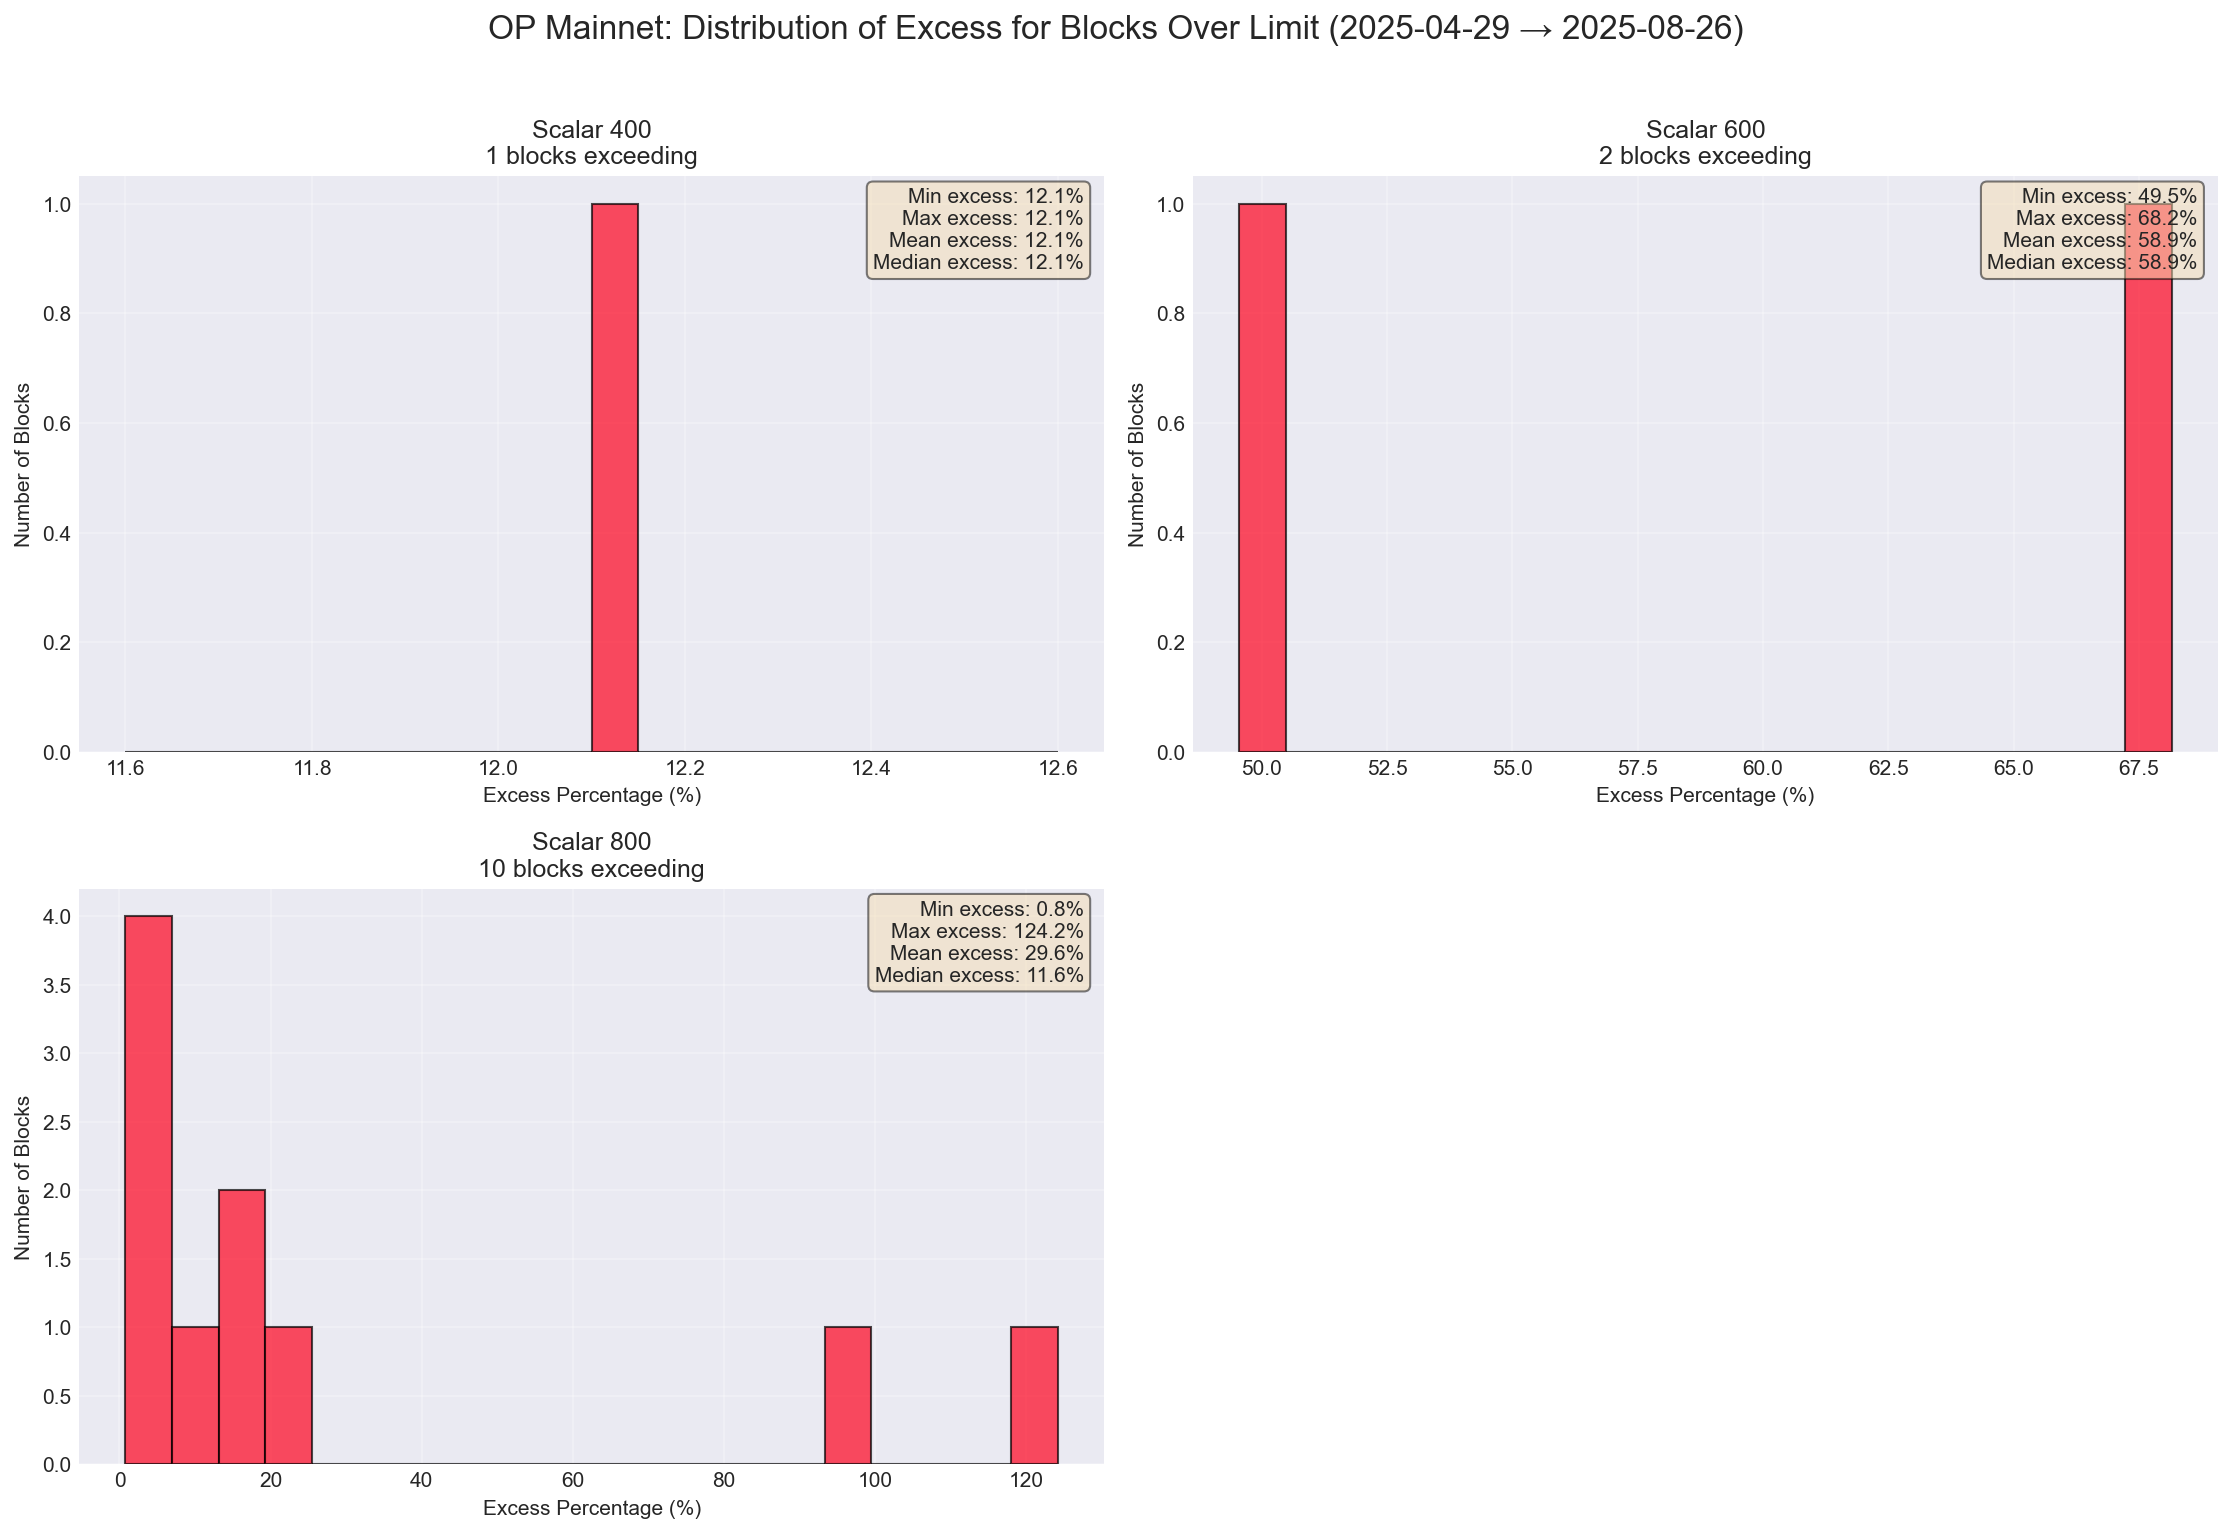 OP Mainnet: Distribution of Excess for Blocks Over Limit (2025-04-29 → 2025-08-26)
Scalar 400
1 blocks exceeding
Min excess: 12.1%
Max excess: 12.1%
Mean excess: 12.1%
Median excess: 12.1%
Number of Blocks
1.0
0.8
0.6
0.4
0.2
0.0
11.6 11.8 12.0 12.2 12.4 12.6
Excess Percentage (%)
Scalar 600
2 blocks exceeding
Min excess: 49.5%
Max excess: 68.2%
Mean excess: 58.9%
Median excess: 58.9%
Number of Blocks
1.0
0.8
0.6
0.4
0.2
0.0
50.0 52.5 55.0 57.5 60.0 62.5 65.0 67.5
Excess Percentage (%)
Scalar 800
10 blocks exceeding
Min excess: 0.8%
Max excess: 124.2%
Mean excess: 29.6%
Median excess: 11.6%
Number of Blocks
4.0
3.5
3.0
2.5
2.0
1.5
1.0
0.5
0.0
0 20 40 60 80 100 120
Excess Percentage (%)